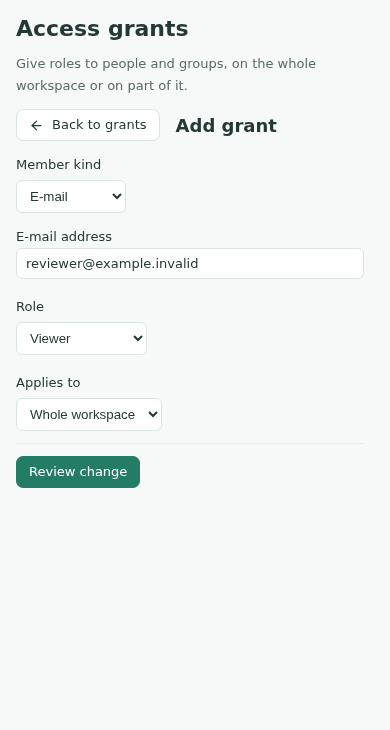 Access grants
Give roles to people and groups, on the whole
workspace or on part of it.
← Back to grants
Add grant
Member kind
E-mail
E-mail address
reviewer@example.invalid
Role
Viewer
Applies to
Whole workspace
Review change